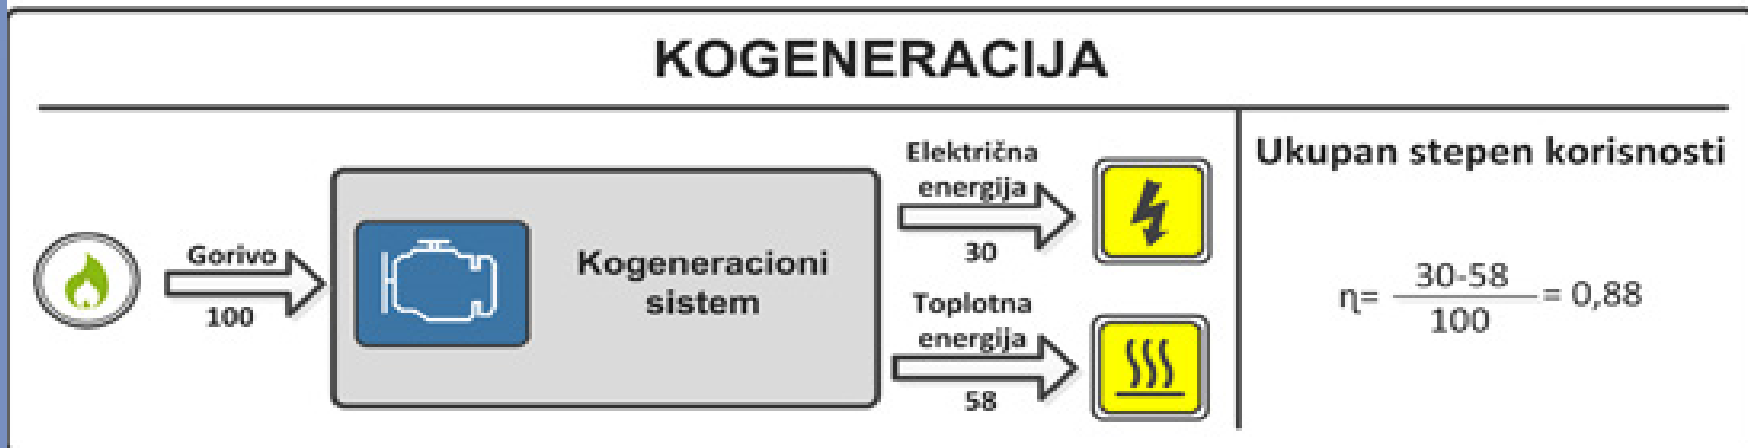 KOGENERACIJA
Gorivo
100
Kogeneracioni
sistem
Električna
energija
30
Toplotna
energija
58
Ukupan stepen korisnosti
η= 30-58 / 100 = 0,88